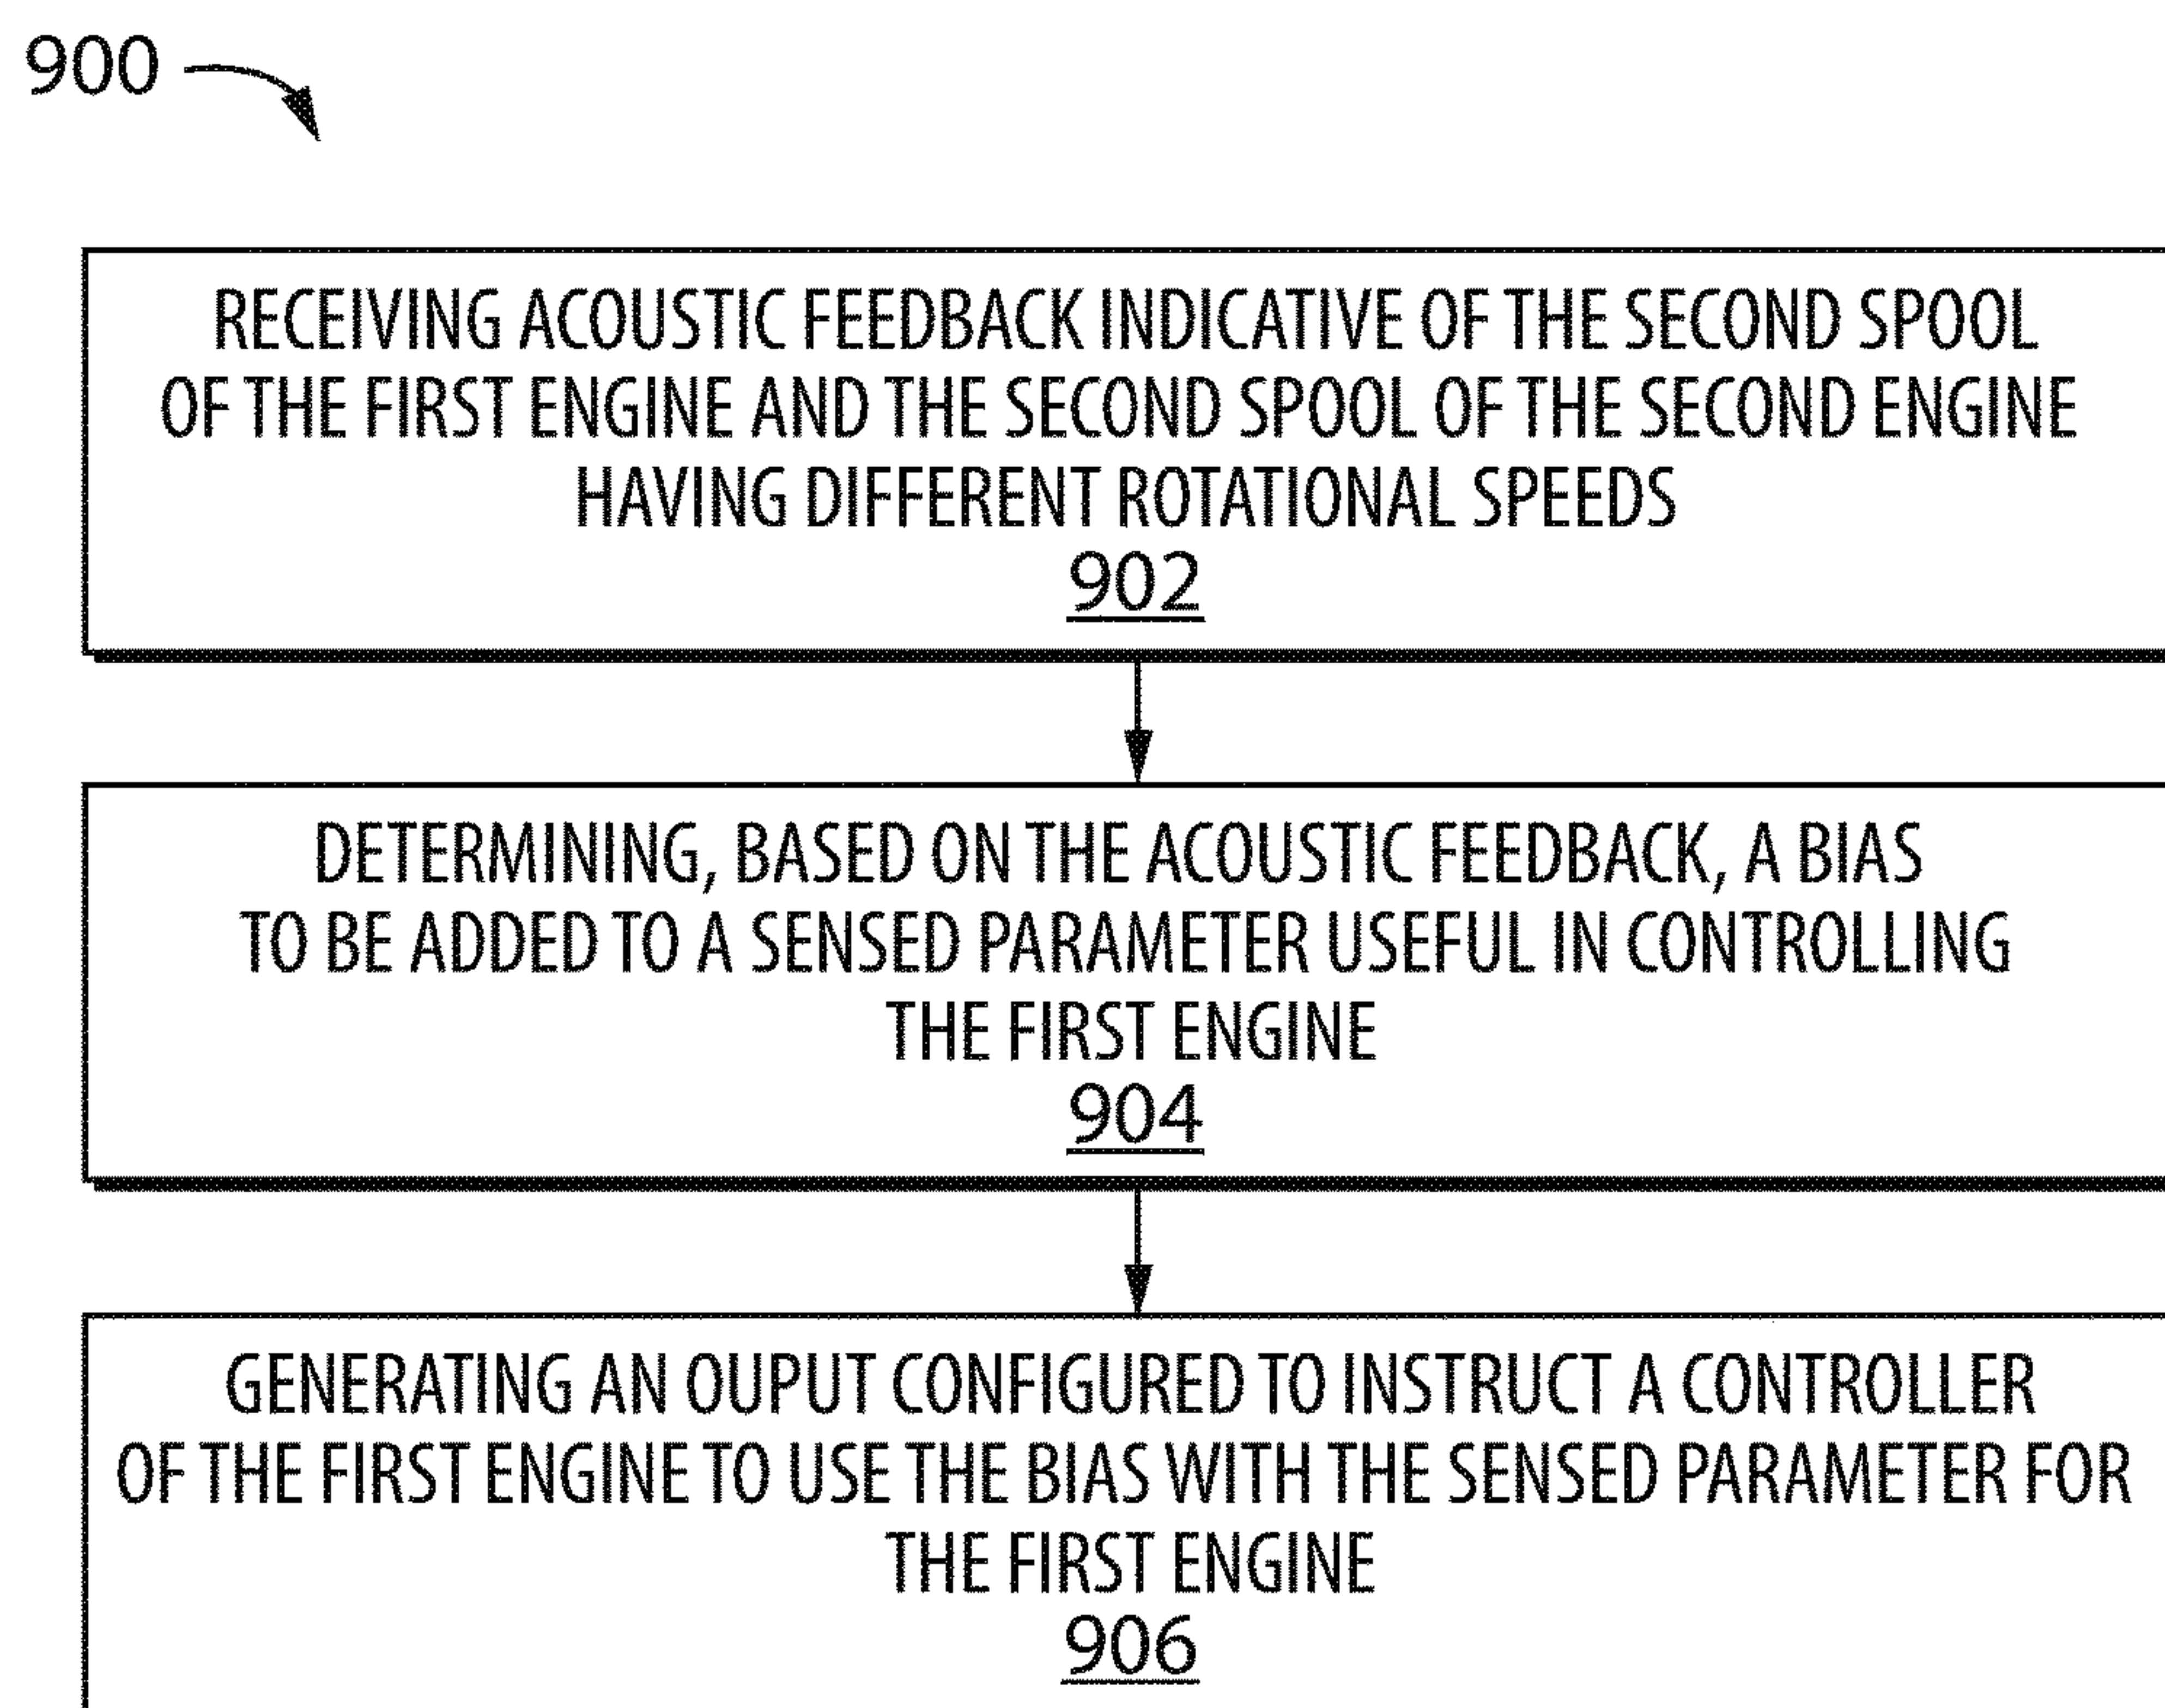 900
RECEIVING ACOUSTIC FEEDBACK INDICATIVE OF THE SECOND SPOOL
OF THE FIRST ENGINE AND THE SECOND SPOOL OF THE SECOND ENGINE
HAVING DIFFERENT ROTATIONAL SPEEDS
902
DETERMINING, BASED ON THE ACOUSTIC FEEDBACK, A BIAS
TO BE ADDED TO A SENSED PARAMETER USEFUL IN CONTROLLING
THE FIRST ENGINE
904
GENERATING AN OUPUT CONFIGURED TO INSTRUCT A CONTROLLER
OF THE FIRST ENGINE TO USE THE BIAS WITH THE SENSED PARAMETER FOR
THE FIRST ENGINE
906